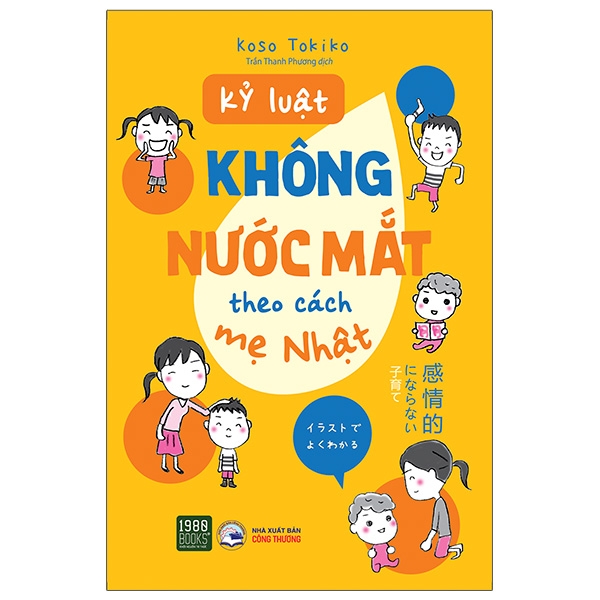 Koso Tokiko
Trần Thanh Phương dịch
Kỷ luật
KHÔNG
NƯỚC MẮT
theo cách
mẹ Nhật
感情的
にならない
子育て
イラストで
よくわかる
1980
BOOKS
NHÀ XUẤT BẢN
CÔNG THƯƠNG